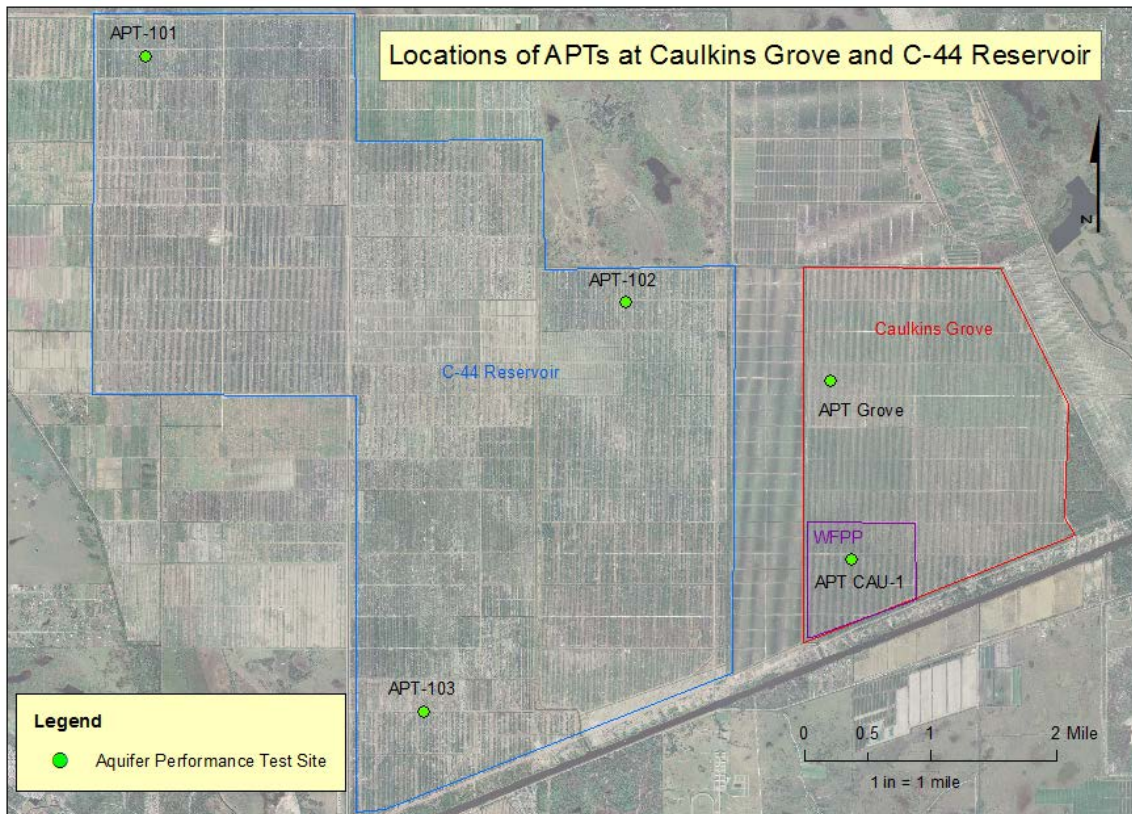 APT-101
Locations of APTs at Caulkins Grove and C-44 Reservoir
N
APT-102
Caulkins Grove
C-44 Reservoir
APT Grove
WFPP
APT CAU-1
APT-103
Legend
Aquifer Performance Test Site
0 0.5 1 2 Mile
1 in = 1 mile